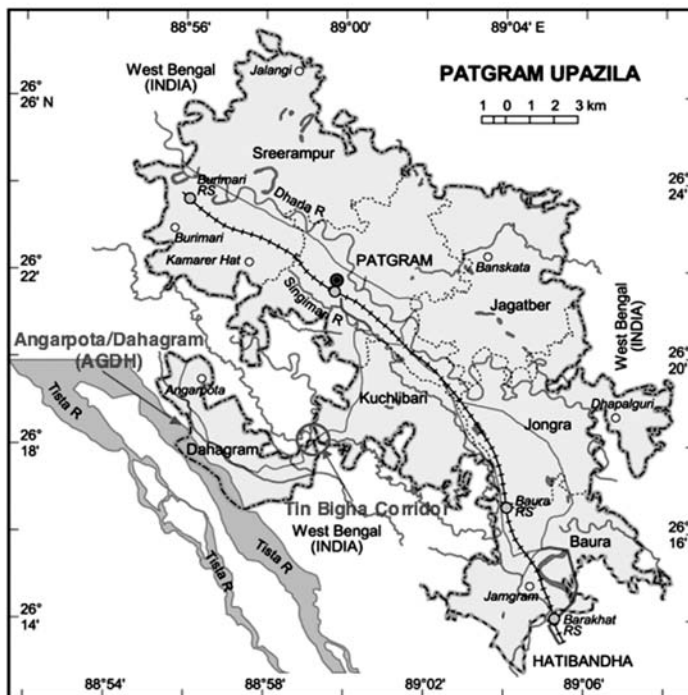 88°56'
89°00'
89°04' E
26°
26' N
West Bengal
(INDIA)
Jalangi
PATGRAM UPAZILA
1 0 3 km
Sreerampur
Burimari
RS
Dharla R
26°
24'
Burimari
Kamarer Hat
PATGRAM
Banskata
26°
22'
Singimari R
Jagatber
West Bengal
(INDIA)
Angarpota/Dahagram
(AGDH)
Angarpota
26°
20'
Tista R
Kuchlibari
Dhapalguri
Jongra
26°
18'
Dahagram
Tin Bigha Corridor
West Bengal
(INDIA)
Baura
RS
26°
16'
Baura
Tista R
Tista R
Jamgram
Barakhat
RS
26°
14'
HATIBANDHA
88°54'
88°58'
89°02'
89°06'